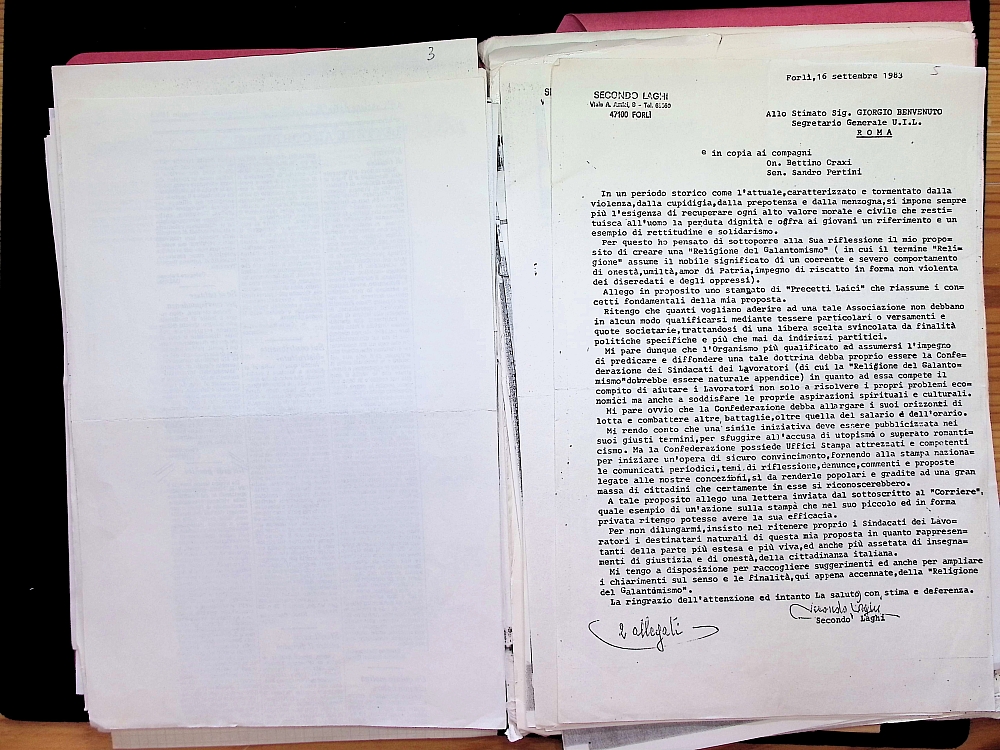 3
5
Forlì,16 settembre 1983
SECONDO LAGHI
47100 FORLÌ
Allo Stimato Sig. GIORGIO BENVENUTO
Segretario Generale U.I.L.
R O M A
e in copia ai compagni
On. Bettino Craxi
Sen. Sandro Pertini
In un periodo storico come l'attuale,caratterizzato e tormentato dalla
violenza,dalla cupidigia,dalla prepotenza e dalla menzogna,si impone sempre
più l'esigenza di recuperare ogni alto valore morale e civile che resti=
tuisca all'uomo la perduta dignità e offra ai giovani un riferimento e un
esempio di rettitudine e solidarismo.
Per questo ho pensato di sottoporre alla Sua riflessione il mio propo=
sito di creare una "Religione del Galantomismo" ( in cui il termine "Reli=
gione" assume il nobile significato di un coerente e severo comportamento
di onestà,umiltà,amor di Patria,impegno di riscatto in forma non violenta
dei diseredati e degli oppressi).
Allego in proposito uno stampato di "Precetti Laici" che riassume i con=
cetti fondamentali della mia proposta.
Ritengo che quanti vogliano aderire ad una tale Associazione non debbano
in alcun modo qualificarsi mediante tessere particolari o versamenti e
quote societarie,trattandosi di una libera scelta svincolata da finalità
politiche specifiche e più che mai da indirizzi partitici.
Mi pare dunque che l'Organismo più qualificato ad assumersi l'impegno
di predicare e diffondere una tale dottrina debba proprio essere la Confe=
derazione dei Sindacati dei Lavoratori (di cui la "Religione del Galanto=
mismo"dovrebbe essere naturale appendice) in quanto ad essa compete il
compito di aiutare i Lavoratori non solo a risolvere i propri problemi eco=
nomici ma anche a soddisfare le proprie aspirazioni spirituali e culturali.
Mi pare ovvio che la Confederazione debba allargare i suoi orizzonti di
lotta e combattere altre battaglie,oltre quella del salario e dell'orario.
Mi rendo conto che una simile iniziativa deve essere pubblicizzata nei
suoi giusti termini,per sfuggire all'accusa di utopismo o superato romanti=
cismo. Ma la Confederazione possiede Uffici Stampa attrezzati e competenti
per iniziare un'opera di sicuro convincimento,fornendo alla stampa naziona=
le comunicati periodici,temi di riflessione,denunce,commenti e proposte
legate alle nostre concezioni,sì da renderle popolari e gradite ad una gran
massa di cittadini che certamente in esse si riconoscerebbero.
A tale proposito allego una lettera inviata dal sottoscritto al "Corriere",
quale esempio di un'azione sulla stampa che nel suo piccolo ed in forma
privata ritengo potesse avere la sua efficacia.
Per non dilungarmi,insisto nel ritenere proprio i Sindacati dei Lavo=
ratori i destinatari naturali di questa mia proposta in quanto rappresen=
tanti della parte più estesa e più viva,ed anche più assetata di insegna=
menti di giustizia e di onestà,della cittadinanza italiana.
Mi tengo a disposizione per raccogliere suggerimenti ed anche per ampliare
i chiarimenti sul senso e le finalità,qui appena accennate,della "Religione
del Galantomismo".
La ringrazio dell'attenzione ed intanto La saluto con stima e deferenza.
Secondo Laghi
Secondo Laghi
2 allegati